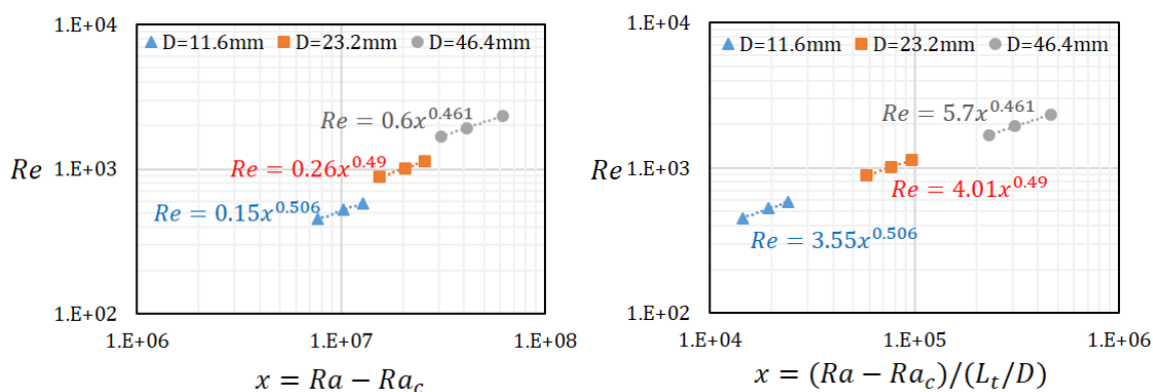 1.E+04
D=11.6mm D=23.2mm D=46.4mm
Re = 0.6x^0.461
Re
1.E+03
Re = 0.26x^0.49
Re = 0.15x^0.506
1.E+02
1.E+06 1.E+07 1.E+08
x = Ra − Ra_c
1.E+04
D=11.6mm D=23.2mm D=46.4mm
Re = 5.7x^0.461
Re
1.E+03
Re = 4.01x^0.49
Re = 3.55x^0.506
1.E+02
1.E+04 1.E+05 1.E+06
x = (Ra − Ra_c)/(L_t/D)